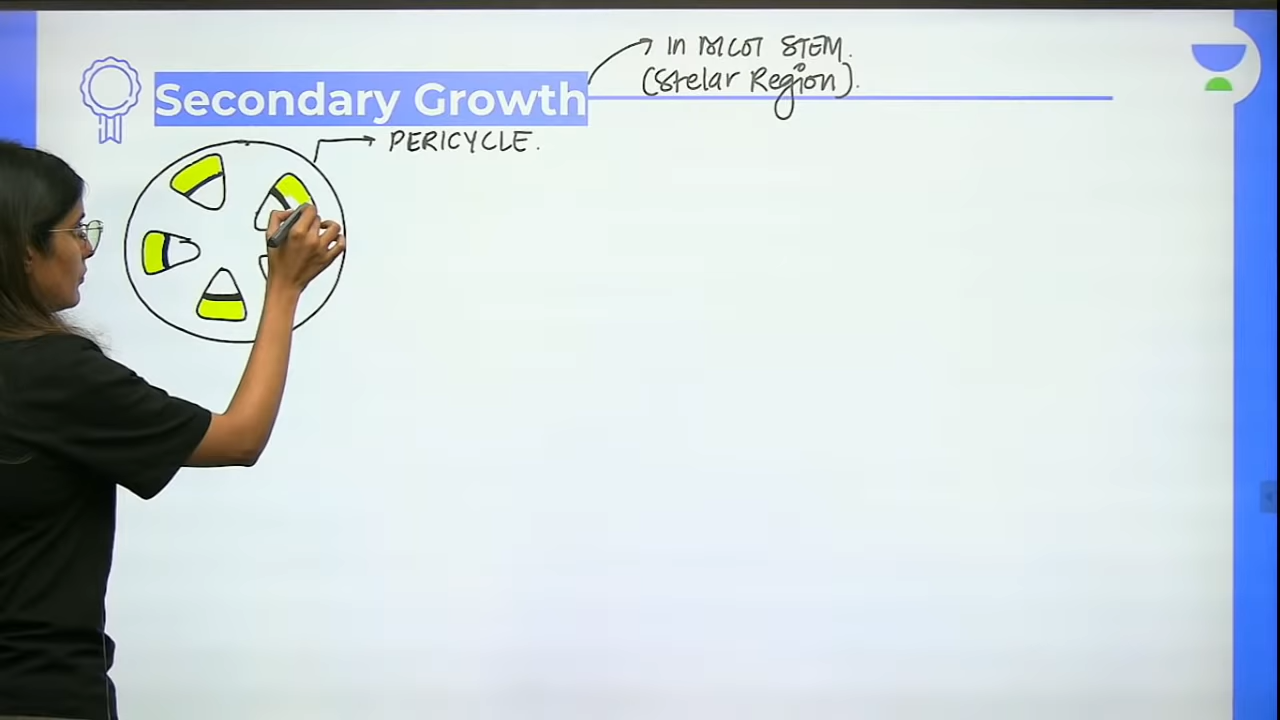 In DICOT STEM.
(Stelar Region).
Secondary Growth
PERICYCLE.